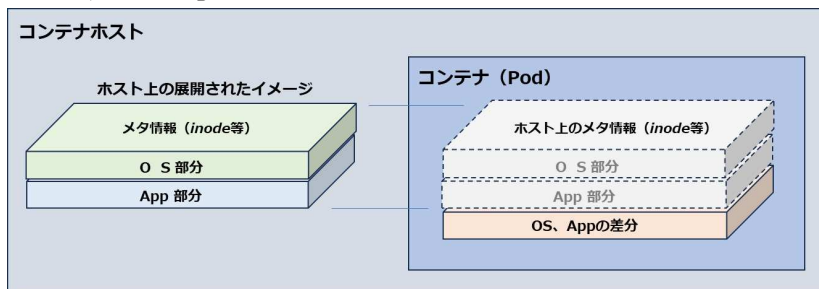 コンテナホスト
ホスト上の展開されたイメージ
メタ情報（inode等）
O S 部分
App 部分
コンテナ（Pod）
ホスト上のメタ情報（inode等）
O S 部分
App 部分
OS、Appの差分